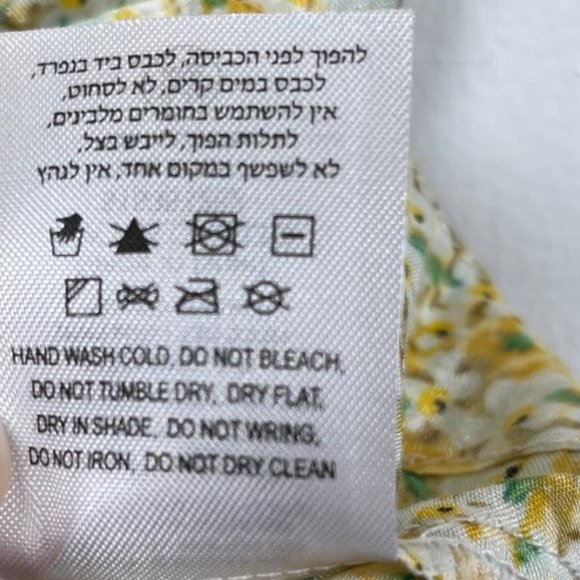 להפוך לפני הכביסה, לכבס ביד בנפרד,
לכבס במים קרים, לא לסחוט,
אין להשתמש בחומרים מלבינים,
לתלות הפוך, לייבש בצל,
לא לשפשף במקום אחד, אין לגהץ
HAND WASH COLD, DO NOT BLEACH,
DO NOT TUMBLE DRY, DRY FLAT,
DRY IN SHADE, DO NOT WRING,
DO NOT IRON, DO NOT DRY CLEAN